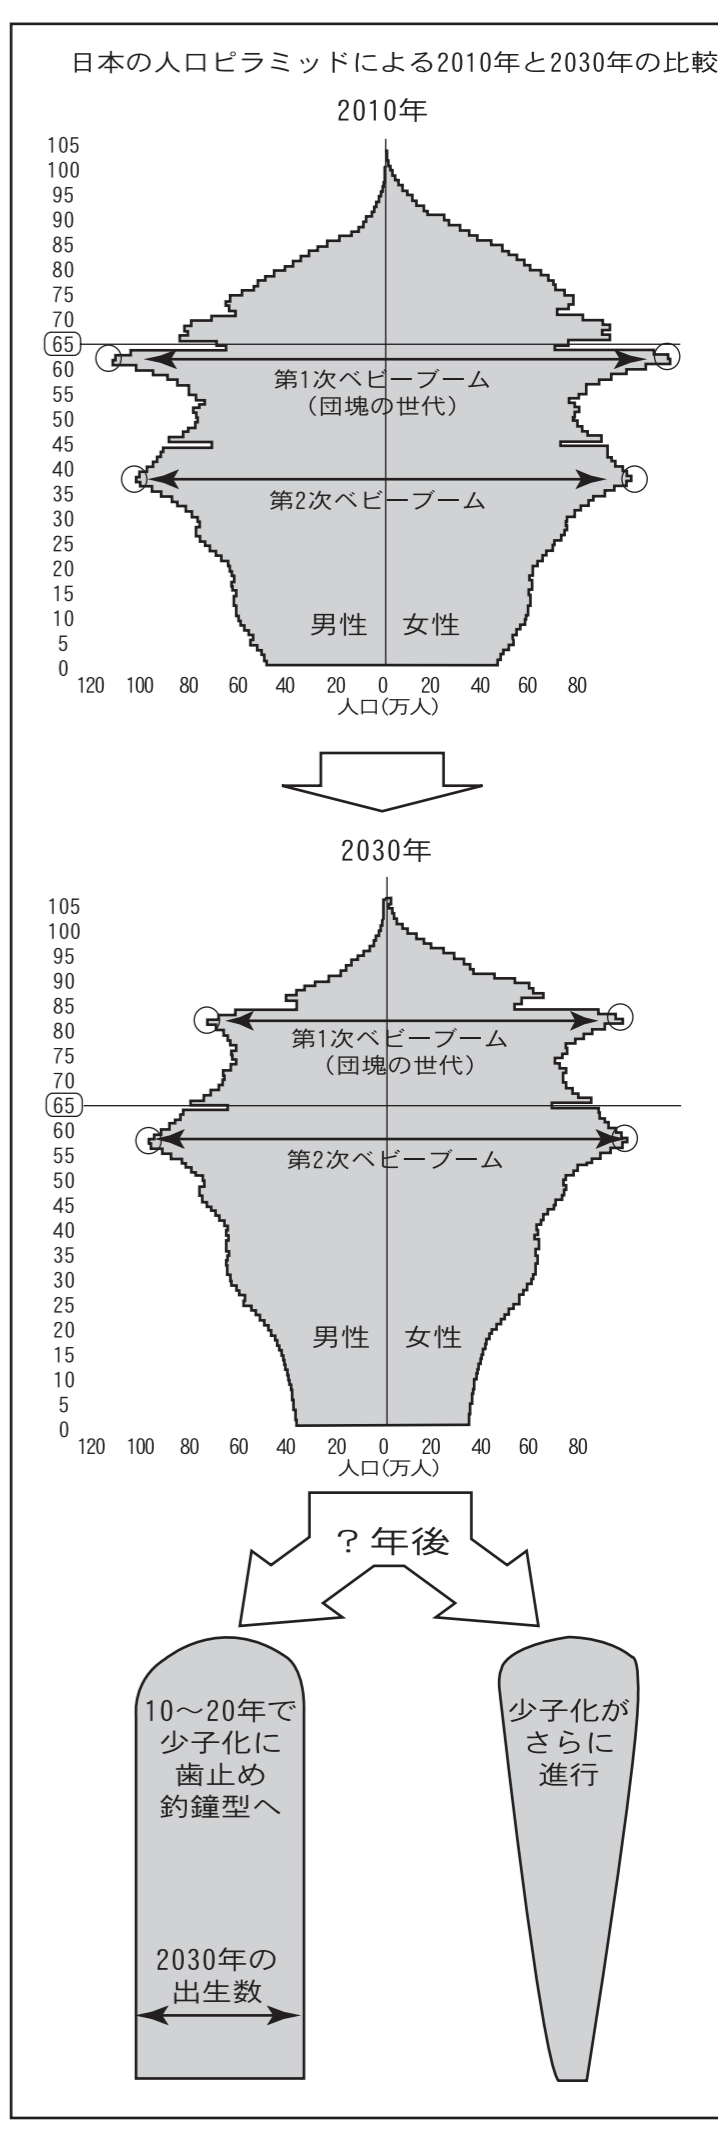 日本の人口ピラミッドによる2010年と2030年の比較
2010年
105
100
95
90
85
80
75
70
65
60
55
50
45
40
35
30
25
20
15
10
5
0
第1次ベビーブーム
（団塊の世代）
第2次ベビーブーム
男性 女性
120 100 80 60 40 20 0 20 40 60 80
人口(万人)
2030年
105
100
95
90
85
80
75
70
65
60
55
50
45
40
35
30
25
20
15
10
5
0
第1次ベビーブーム
（団塊の世代）
第2次ベビーブーム
男性 女性
120 100 80 60 40 20 0 20 40 60 80
人口(万人)
？年後
10～20年で
少子化に
歯止め
釣鐘型へ
2030年の
出生数
少子化が
さらに
進行